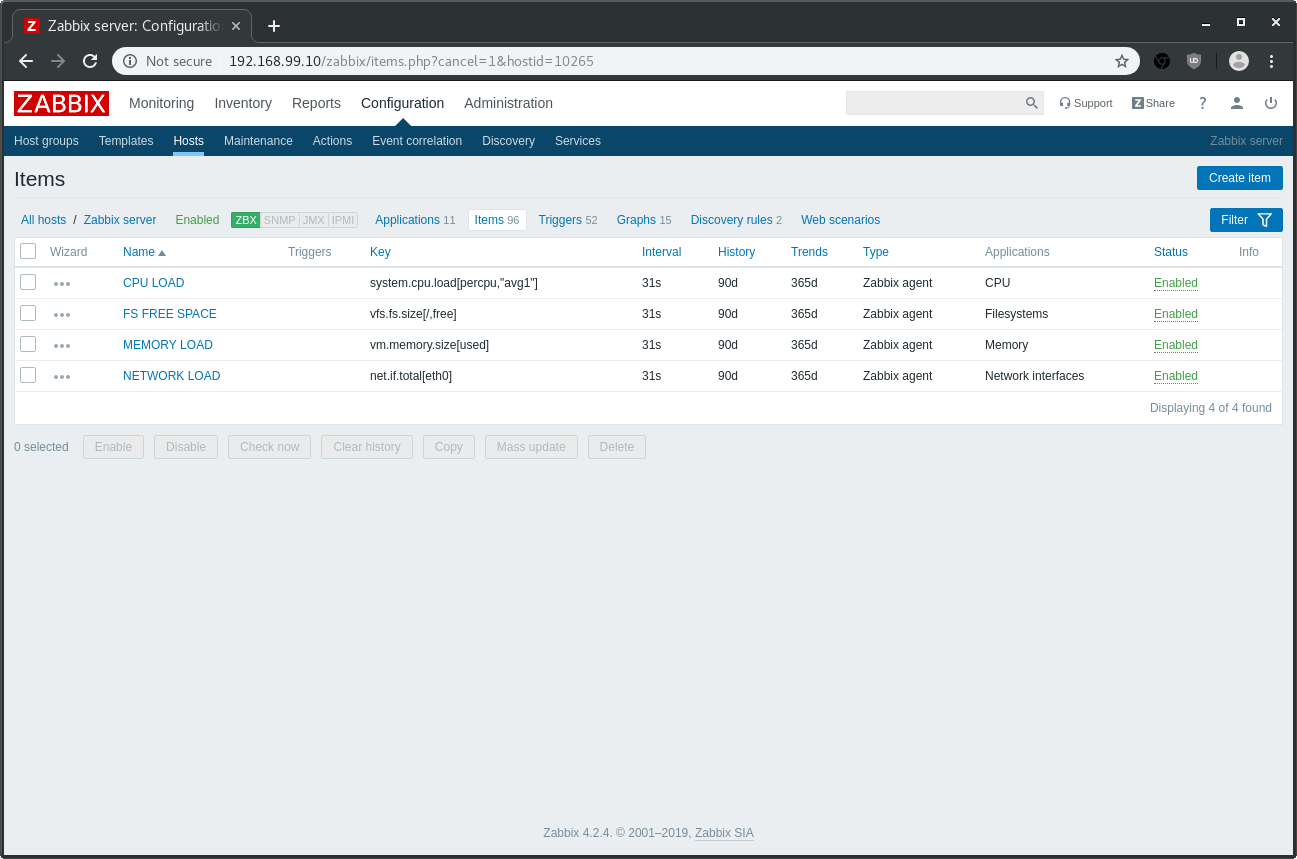 Z Zabbix server: Configuratio
Not secure 192.168.99.10/zabbix/items.php?cancel=1&hostid=10265
ZABBIX Monitoring Inventory Reports Configuration Administration Support Z Share ?
Host groups Templates Hosts Maintenance Actions Event correlation Discovery Services Zabbix server
Items Create item
All hosts / Zabbix server Enabled ZBX SNMP JMX IPMI Applications 11 Items 96 Triggers 52 Graphs 15 Discovery rules 2 Web scenarios Filter
Wizard Name Triggers Key Interval History Trends Type Applications Status Info
CPU LOAD system.cpu.load[percpu,"avg1"] 31s 90d 365d Zabbix agent CPU Enabled
FS FREE SPACE vfs.fs.size[/,free] 31s 90d 365d Zabbix agent Filesystems Enabled
MEMORY LOAD vm.memory.size[used] 31s 90d 365d Zabbix agent Memory Enabled
NETWORK LOAD net.if.total[eth0] 31s 90d 365d Zabbix agent Network interfaces Enabled
Displaying 4 of 4 found
0 selected Enable Disable Check now Clear history Copy Mass update Delete
Zabbix 4.2.4. © 2001–2019, Zabbix SIA